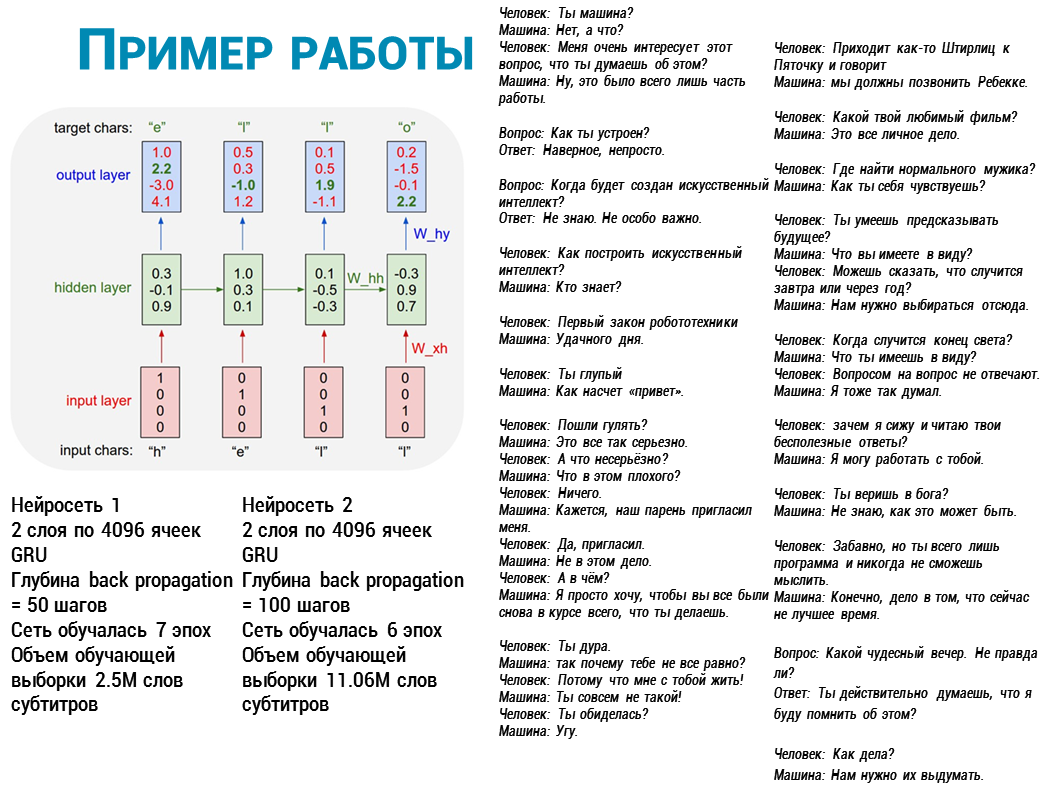 ПРИМЕР РАБОТЫ
target chars: “e” “l” “l” “o”
output layer
1.0 0.5 0.1 0.2
2.2 0.3 0.5 -1.5
-3.0 -1.0 1.9 -0.1
4.1 1.2 -1.1 2.2
W_hy
hidden layer
0.3 1.0 0.1 -0.3
-0.1 0.3 -0.5 0.9
0.9 0.1 -0.3 0.7
W_hh
W_xh
input layer
1 0 0 0
0 1 0 0
0 0 1 1
0 0 0 0
input chars: “h” “e” “l” “l”
Нейросеть 1
2 слоя по 4096 ячеек
GRU
Глубина back propagation
= 50 шагов
Сеть обучалась 7 эпох
Объем обучающей
выборки 2.5М слов
субтитров
Нейросеть 2
2 слоя по 4096 ячеек
GRU
Глубина back propagation
= 100 шагов
Сеть обучалась 6 эпох
Объем обучающей
выборки 11.06М слов
субтитров
Человек: Ты машина?
Машина: Нет, а что?
Человек: Меня очень интересует этот
вопрос, что ты думаешь об этом?
Машина: Ну, это было всего лишь часть
работы.
Вопрос: Как ты устроен?
Ответ: Наверное, непросто.
Вопрос: Когда будет создан искусственный
интеллект?
Ответ: Не знаю. Не особо важно.
Человек: Как построить искусственный
интеллект?
Машина: Кто знает?
Человек: Первый закон робототехники
Машина: Удачного дня.
Человек: Ты глупый
Машина: Как насчет «привет».
Человек: Пошли гулять?
Машина: Это все так серьезно.
Человек: А что несерьёзно?
Машина: Что в этом плохого?
Человек: Ничего.
Машина: Кажется, наш парень пригласил
меня.
Человек: Да, пригласил.
Машина: Не в этом дело.
Человек: А в чём?
Машина: Я просто хочу, чтобы вы все были
снова в курсе всего, что ты делаешь.
Человек: Ты дура.
Машина: так почему тебе не все равно?
Человек: Потому что мне с тобой жить!
Машина: Ты совсем не такой!
Человек: Ты обиделась?
Машина: Угу.
Человек: Приходит как-то Штирлиц к
Пяточку и говорит
Машина: мы должны позвонить Ребекке.
Человек: Какой твой любимый фильм?
Машина: Это все личное дело.
Человек: Где найти нормального мужика?
Машина: Как ты себя чувствуешь?
Человек: Ты умеешь предсказывать
будущее?
Машина: Что вы имеете в виду?
Человек: Можешь сказать, что случится
завтра или через год?
Машина: Нам нужно выбираться отсюда.
Человек: Когда случится конец света?
Машина: Что ты имеешь в виду?
Человек: Вопросом на вопрос не отвечают.
Машина: Я тоже так думал.
Человек: зачем я сижу и читаю твои
бесполезные ответы?
Машина: Я могу работать с тобой.
Человек: Ты веришь в бога?
Машина: Не знаю, как это может быть.
Человек: Забавно, но ты всего лишь
программа и никогда не сможешь
мыслить.
Машина: Конечно, дело в том, что сейчас
не лучшее время.
Вопрос: Какой чудесный вечер. Не правда
ли?
Ответ: Ты действительно думаешь, что я
буду помнить об этом?
Человек: Как дела?
Машина: Нам нужно их выдумать.